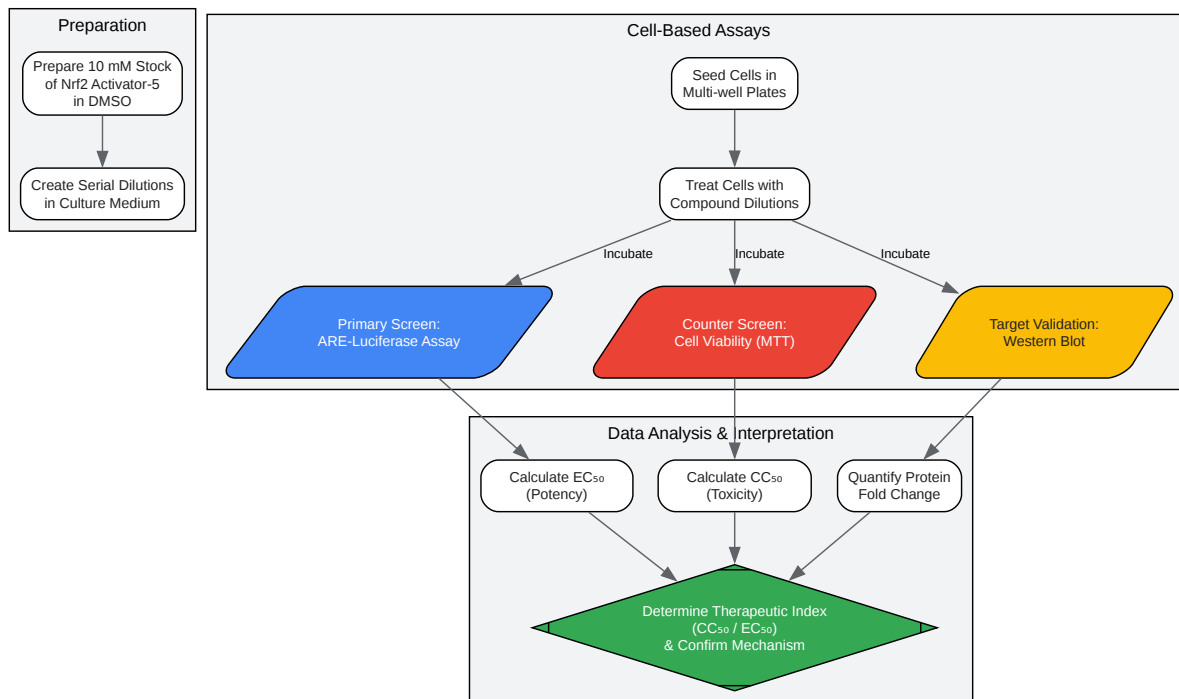 Preparation
Prepare 10 mM Stock
of Nrf2 Activator-5
in DMSO
Create Serial Dilutions
in Culture Medium
Cell-Based Assays
Seed Cells in
Multi-well Plates
Treat Cells with
Compound Dilutions
Incubate
Incubate
Incubate
Primary Screen:
ARE-Luciferase Assay
Counter Screen:
Cell Viability (MTT)
Target Validation:
Western Blot
Data Analysis & Interpretation
Calculate EC₅₀
(Potency)
Calculate CC₅₀
(Toxicity)
Quantify Protein
Fold Change
Determine Therapeutic Index
(CC₅₀ / EC₅₀)
& Confirm Mechanism